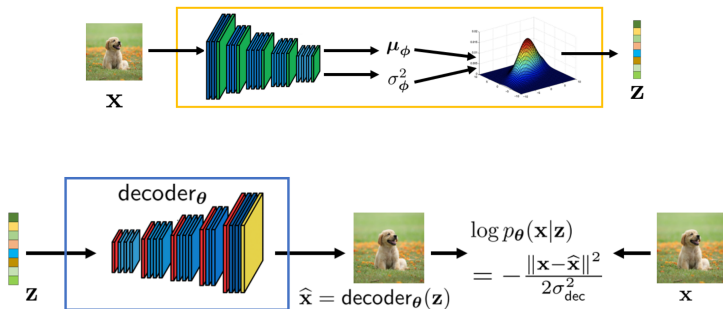 x
μ_ϕ
σ²_ϕ
z
decoder_θ
z
x̂ = decoder_θ(z)
log p_θ(x|z)
= − ‖x−x̂‖² / 2σ²_dec
x